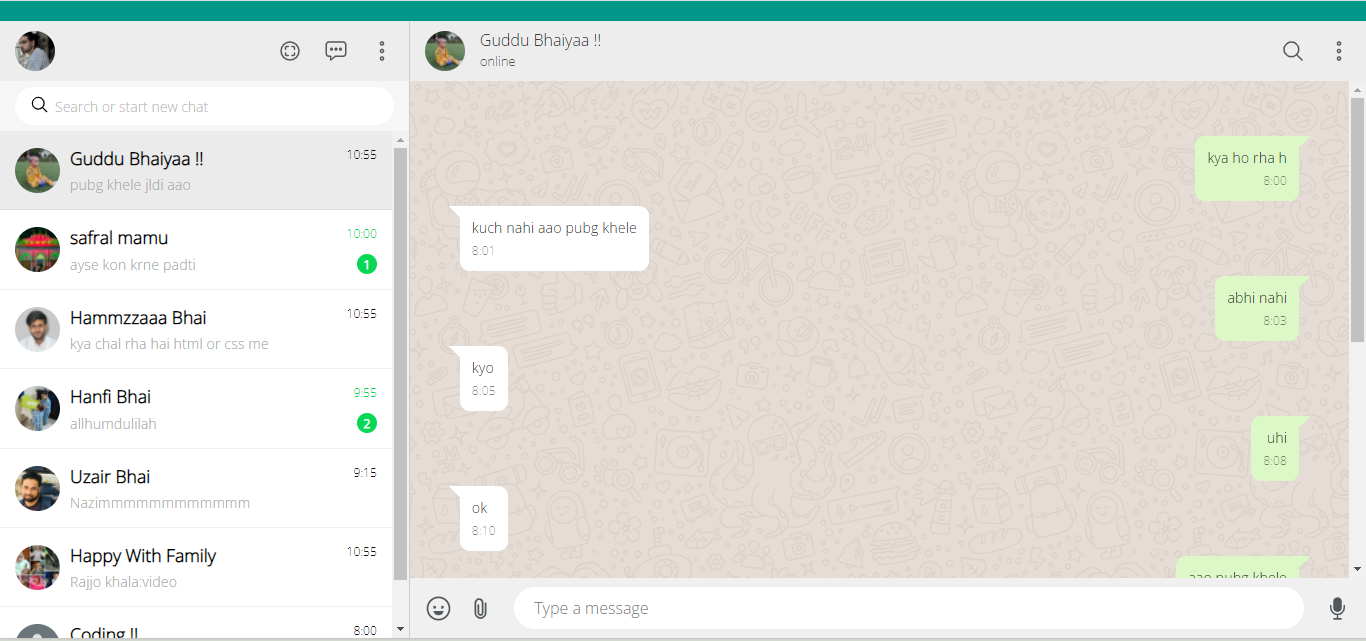 Search or start new chat
Guddu Bhaiyaa !!
10:55
pubg khele jldi aao
safral mamu
10:00
ayse kon krne padti
1
Hammzzaaa Bhai
10:55
kya chal rha hai html or css me
Hanfi Bhai
9:55
allhumdulilah
2
Uzair Bhai
9:15
Nazimmmmmmmmmmmm
Happy With Family
10:55
Rajjo khala:video
Coding !!
8:00
Guddu Bhaiyaa !!
online
kya ho rha h
8:00
kuch nahi aao pubg khele
8:01
abhi nahi
8:03
kyo
8:05
uhi
8:08
ok
8:10
aao pubg khele
Type a message